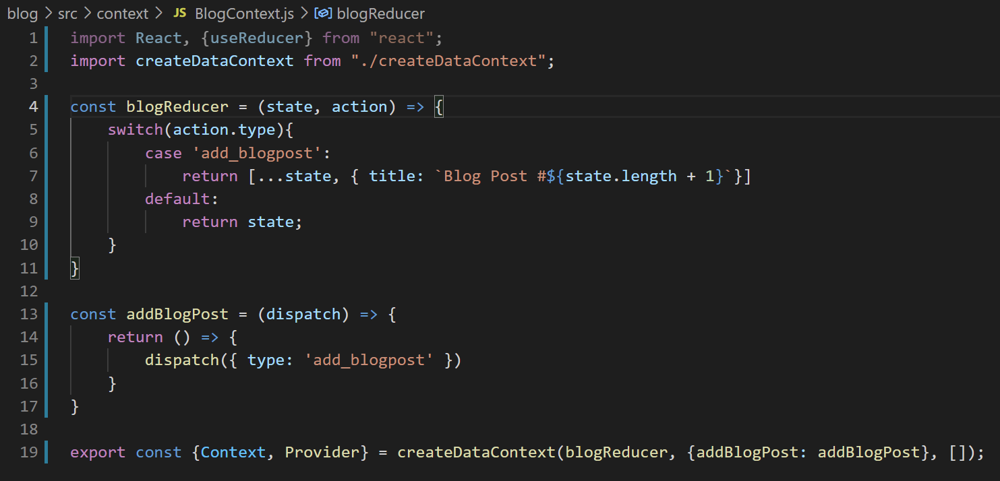 blog > src > context > JS BlogContext.js > blogReducer
1 import React, {useReducer} from "react";
2 import createDataContext from "./createDataContext";
3
4 const blogReducer = (state, action) => {
5     switch(action.type){
6         case 'add_blogpost':
7             return [...state, { title: `Blog Post #${state.length + 1}`}]
8         default:
9             return state;
10     }
11 }
12
13 const addBlogPost = (dispatch) => {
14     return () => {
15         dispatch({ type: 'add_blogpost' })
16     }
17 }
18
19 export const {Context, Provider} = createDataContext(blogReducer, {addBlogPost: addBlogPost}, []);